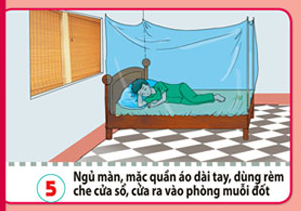 5
Ngủ màn, mặc quần áo dài tay, dùng rèm
che cửa sổ, cửa ra vào phòng muỗi đốt